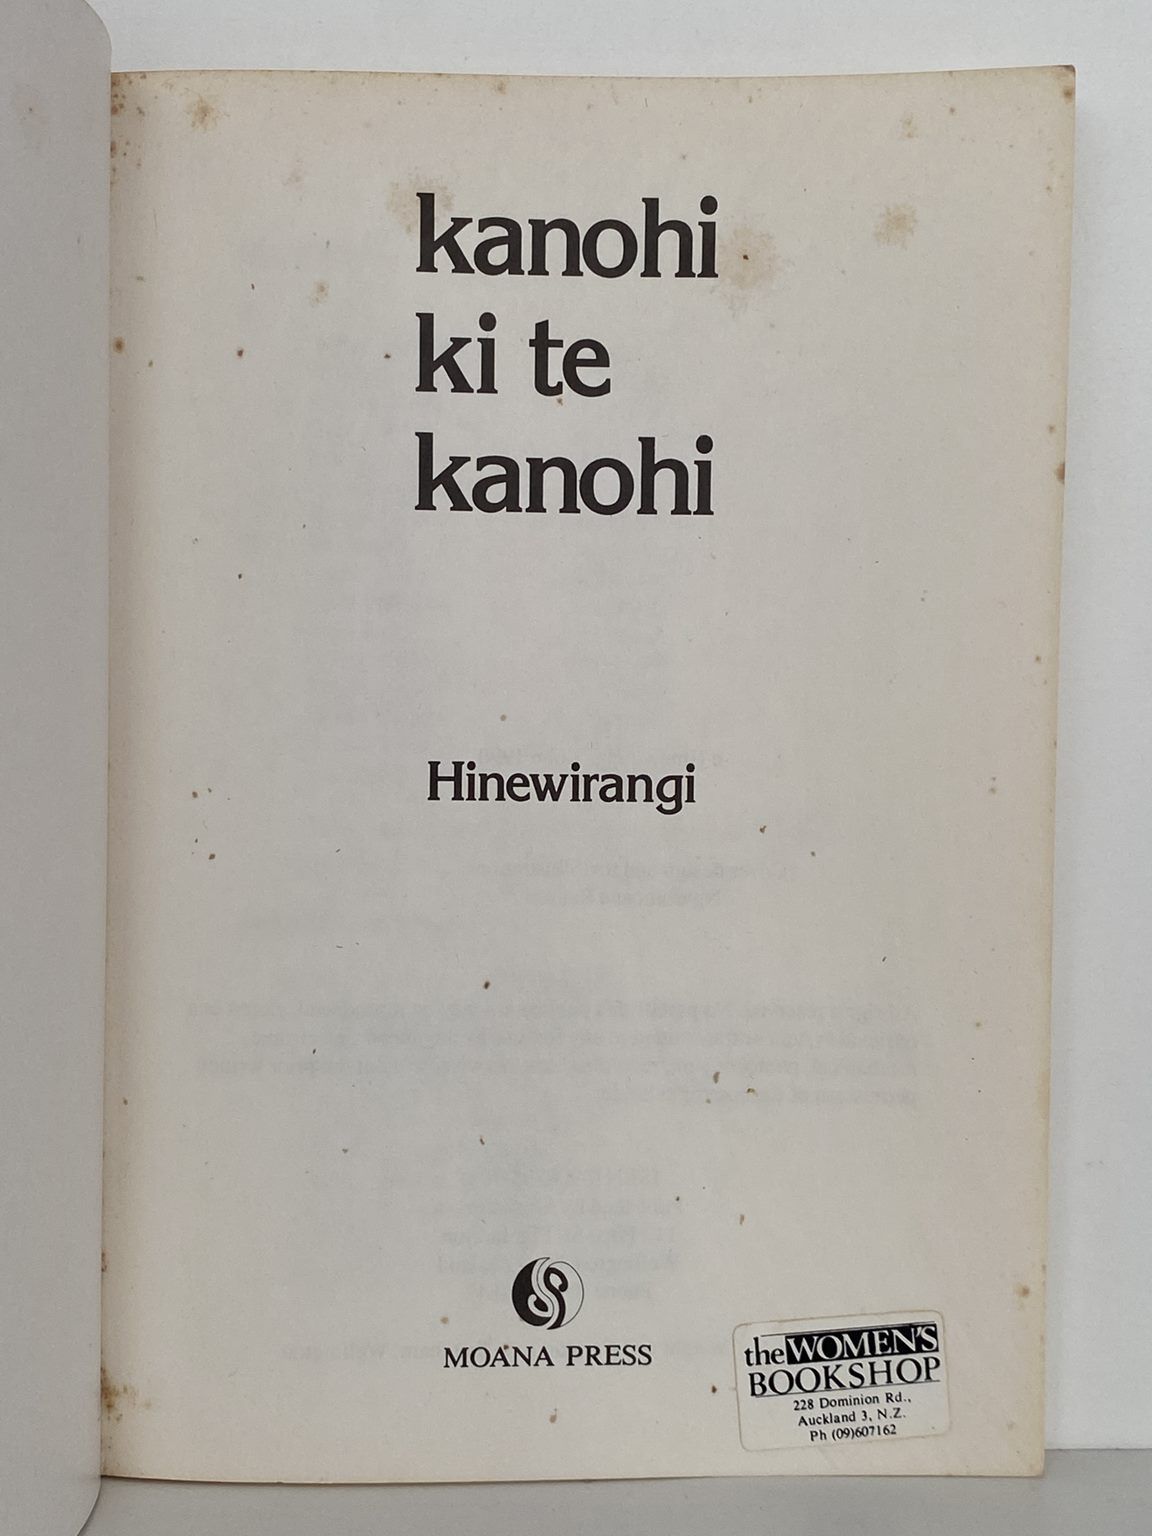 kanohi
ki te
kanohi
Hinewirangi
MOANA PRESS
the WOMEN'S
BOOKSHOP
228 Dominion Rd.,
Auckland 3, N.Z.
Ph (09)607162